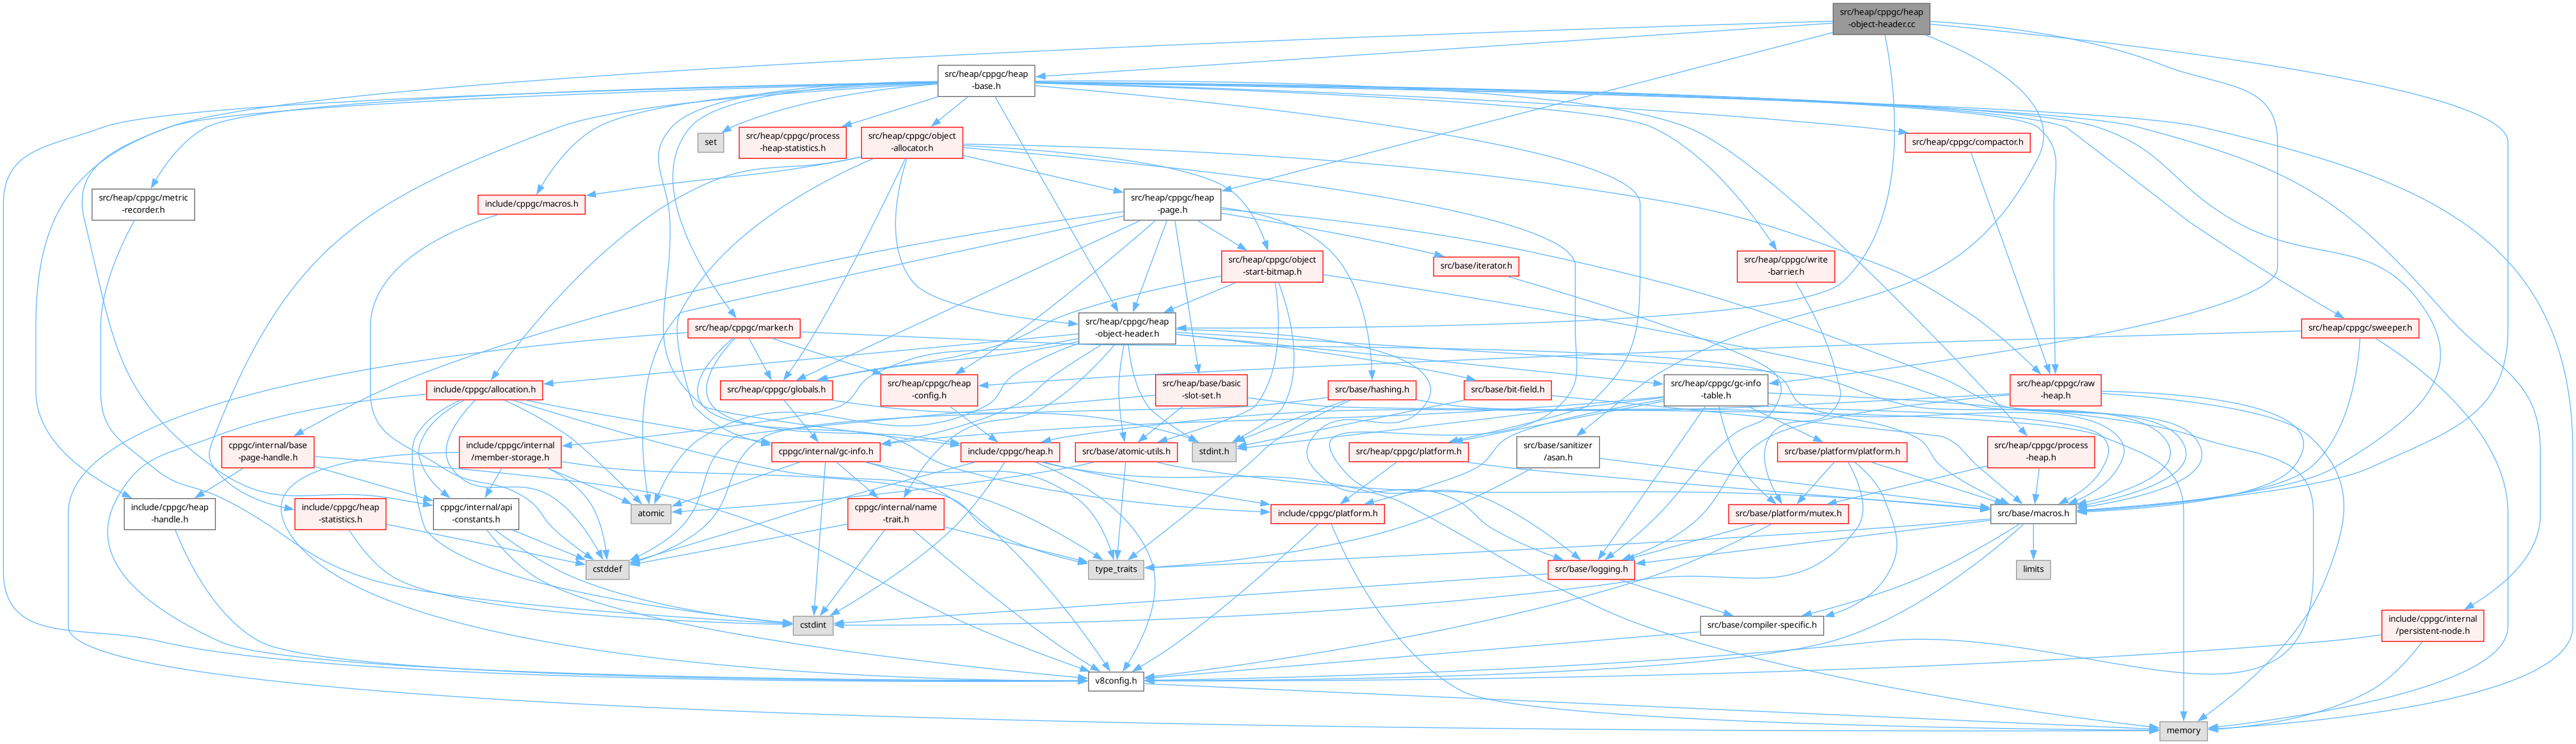 src/heap/cppgc/heap
-object-header.cc
src/heap/cppgc/heap
-base.h
set
src/heap/cppgc/process
-heap-statistics.h
src/heap/cppgc/object
-allocator.h
src/heap/cppgc/compactor.h
src/heap/cppgc/metric
-recorder.h
include/cppgc/macros.h
src/heap/cppgc/heap
-page.h
src/heap/cppgc/object
-start-bitmap.h
src/base/iterator.h
src/heap/cppgc/write
-barrier.h
src/heap/cppgc/marker.h
src/heap/cppgc/heap
-object-header.h
src/heap/cppgc/sweeper.h
include/cppgc/allocation.h
src/heap/cppgc/globals.h
src/heap/cppgc/heap
-config.h
src/heap/base/basic
-slot-set.h
src/base/hashing.h
src/base/bit-field.h
src/heap/cppgc/gc-info
-table.h
src/heap/cppgc/raw
-heap.h
cppgc/internal/base
-page-handle.h
include/cppgc/internal
/member-storage.h
cppgc/internal/gc-info.h
include/cppgc/heap.h
src/base/atomic-utils.h
stdint.h
src/heap/cppgc/platform.h
src/base/sanitizer
/asan.h
src/base/platform/platform.h
src/heap/cppgc/process
-heap.h
include/cppgc/heap
-handle.h
include/cppgc/heap
-statistics.h
cppgc/internal/api
-constants.h
atomic
cppgc/internal/name
-trait.h
include/cppgc/platform.h
src/base/platform/mutex.h
src/base/macros.h
cstddef
type_traits
src/base/logging.h
limits
cstdint
src/base/compiler-specific.h
include/cppgc/internal
/persistent-node.h
v8config.h
memory